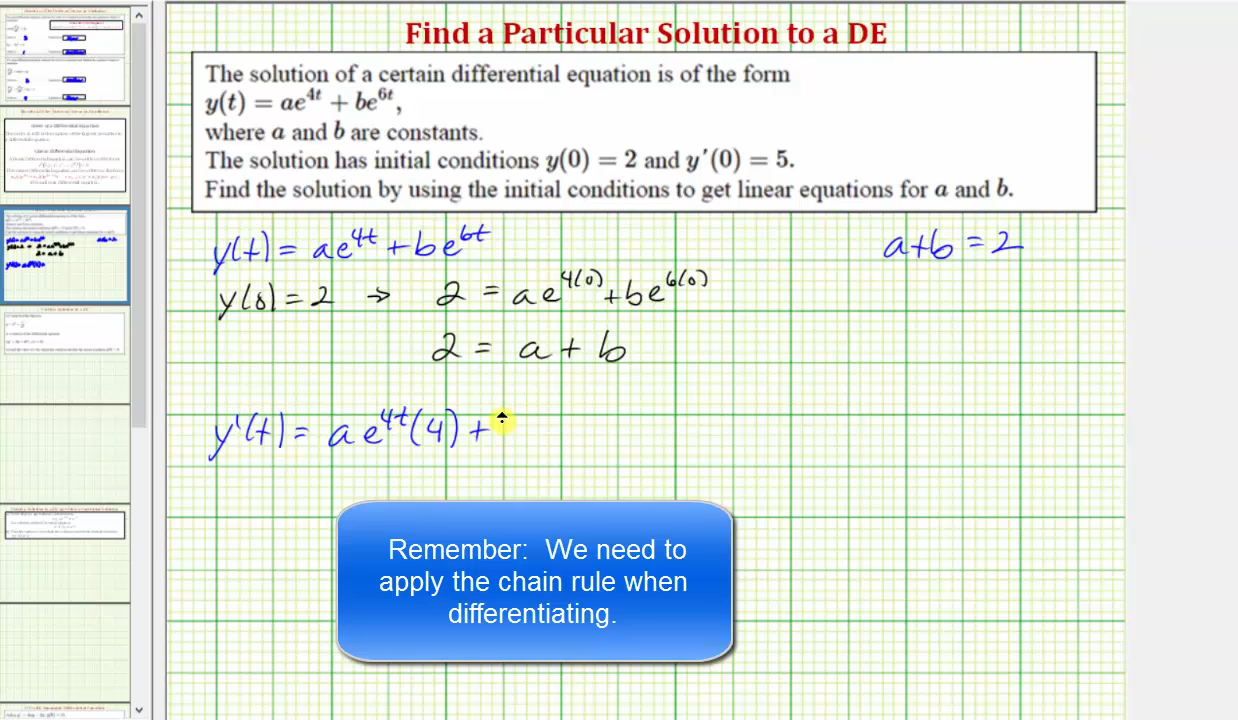 Find a Particular Solution to a DE
The solution of a certain differential equation is of the form
y(t) = ae^{4t} + be^{6t},
where a and b are constants.
The solution has initial conditions y(0) = 2 and y′(0) = 5.
Find the solution by using the initial conditions to get linear equations for a and b.
y(t) = ae^{4t} + be^{6t}
a+b = 2
y(0) = 2 ⇒ 2 = ae^{4(0)} + be^{6(0)}
2 = a + b
y'(t) = ae^{4t}(4) +
Remember: We need to
apply the chain rule when
differentiating.